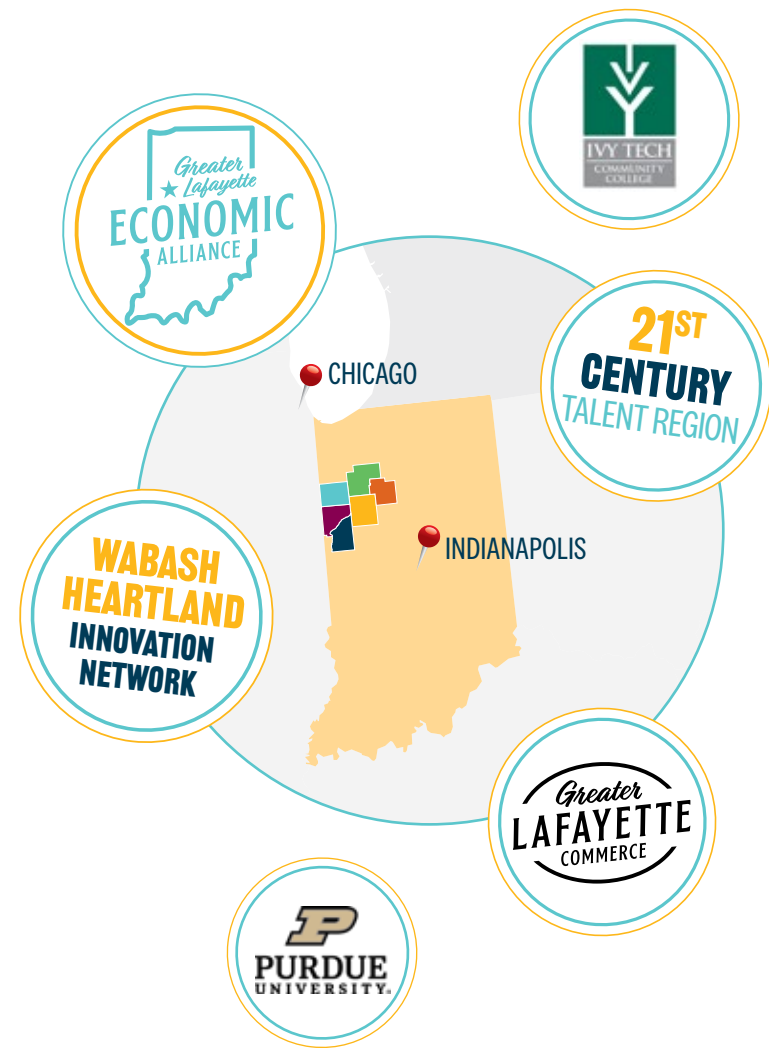 IVY TECH
COMMUNITY
COLLEGE
Greater
Lafayette
ECONOMIC
ALLIANCE
21ST
CENTURY
TALENT REGION
CHICAGO
INDIANAPOLIS
WABASH
HEARTLAND
INNOVATION
NETWORK
Greater
LAFAYETTE
COMMERCE
P
PURDUE
UNIVERSITY®